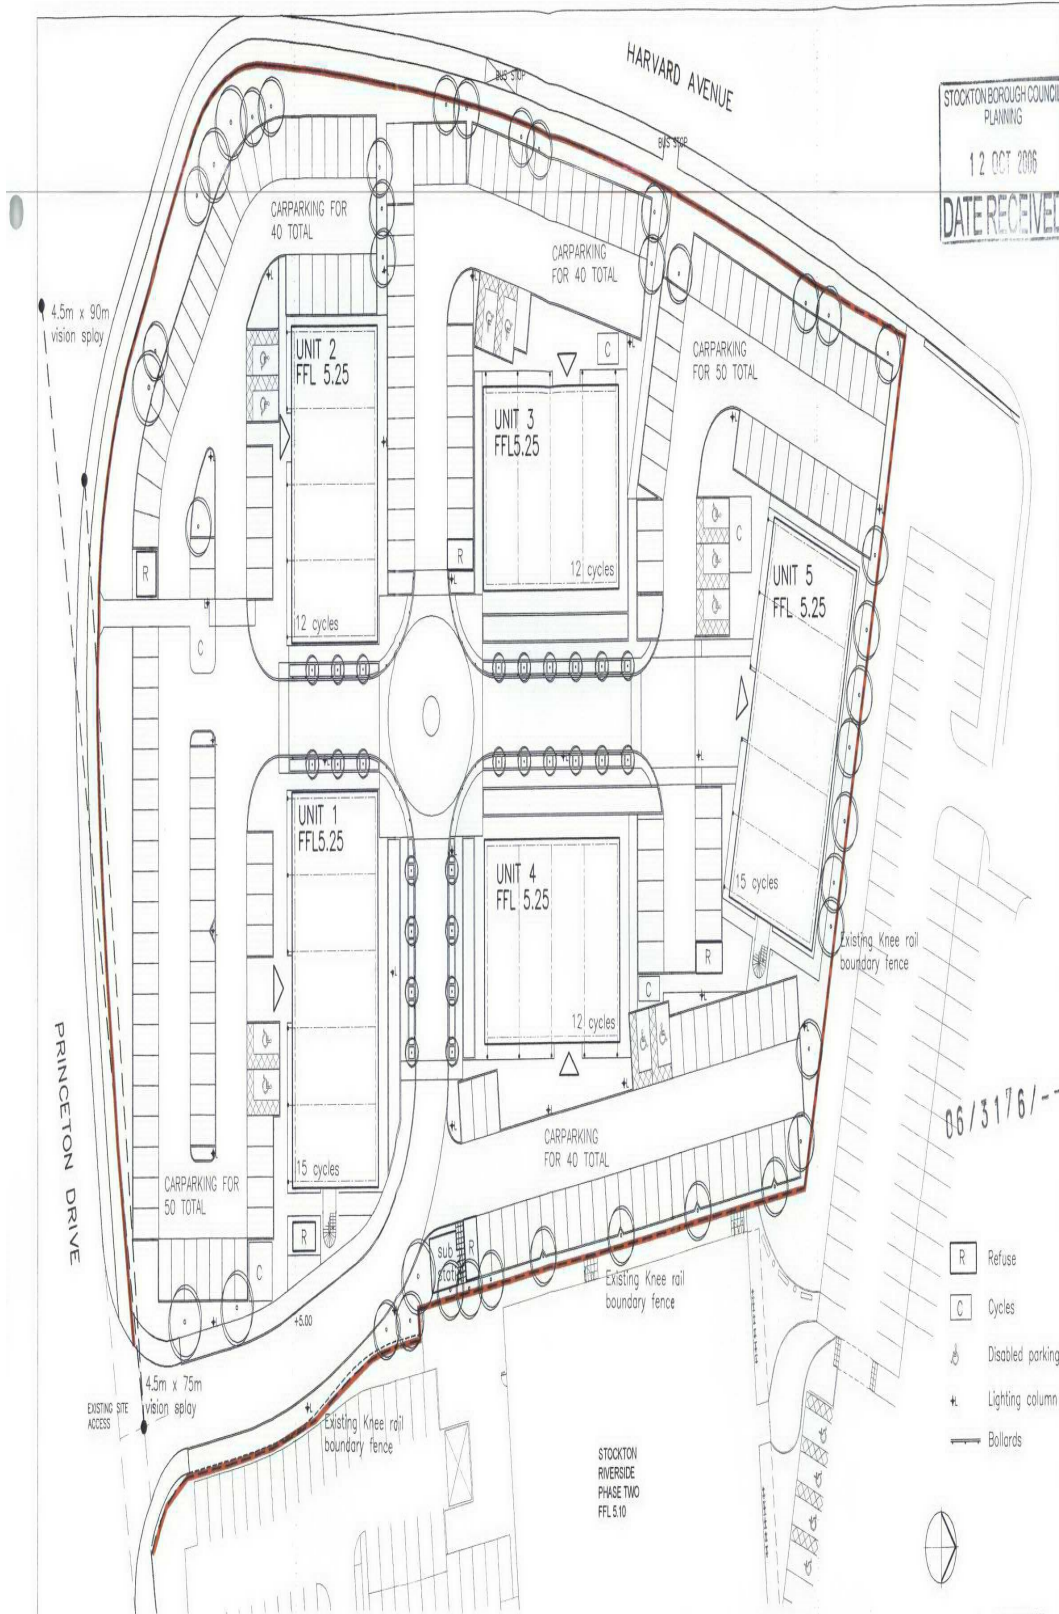 HARVARD AVENUE
BUS STOP
BUS STOP
STOCKTON BOROUGH COUNCIL
PLANNING
12 OCT 2006
DATE RECEIVED
CARPARKING FOR
40 TOTAL
CARPARKING
FOR 40 TOTAL
4.5m x 90m
vision splay
CARPARKING
FOR 50 TOTAL
UNIT 2
FFL 5.25
C
UNIT 3
FFL5.25
C
R
R
UNIT 5
FFL 5.25
12 cycles
12 cycles
C
UNIT 1
FFL5.25
UNIT 4
FFL 5.25
15 cycles
Existing Knee rail
boundary fence
R
C
12 cycles
PRINCETON DRIVE
06/3176/--
CARPARKING
FOR 40 TOTAL
15 cycles
CARPARKING FOR
50 TOTAL
R
sub
R
C
Existing Knee rail
boundary fence
+5.00
R Refuse
C Cycles
Disabled parking
Lighting column
Bollards
4.5m x 75m
vision splay
EXISTING SITE
ACCESS
Existing Knee rail
boundary fence
STOCKTON
RIVERSIDE
PHASE TWO
FFL 5.10